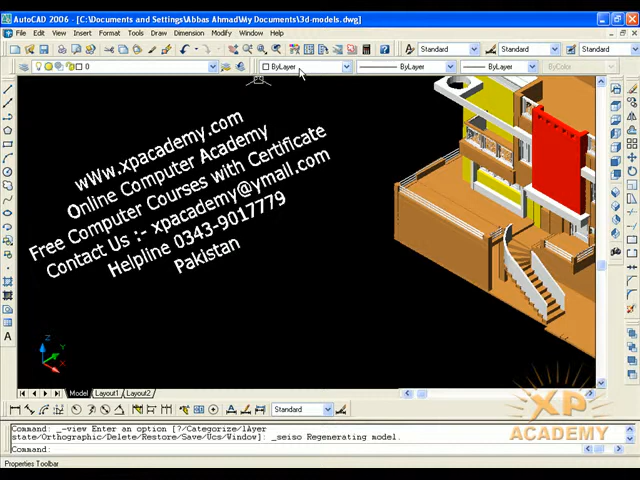 AutoCAD 2006 - [C:\Documents and Settings\Abbas Ahmad\My Documents\3d-models.dwg]
File Edit View Insert Format Tools Draw Dimension Modify Window Help
Standard Standard Standard
0 ByLayer ByLayer ByLayer ByColor
wWw.xpacademy.com
Online Computer Academy
Free Computer Courses with Certificate
Contact Us :- xpacademy@ymail.com
Helpline 0343-9017779
Pakistan
Z
Y
X
Model Layout1 Layout2
Standard
XP
ACADEMY
Command: _-view Enter an option [?/Categorize/lAyer
state/Orthographic/Delete/Restore/Save/Ucs/Window]: _seiso Regenerating model.
Command:
Properties Toolbar